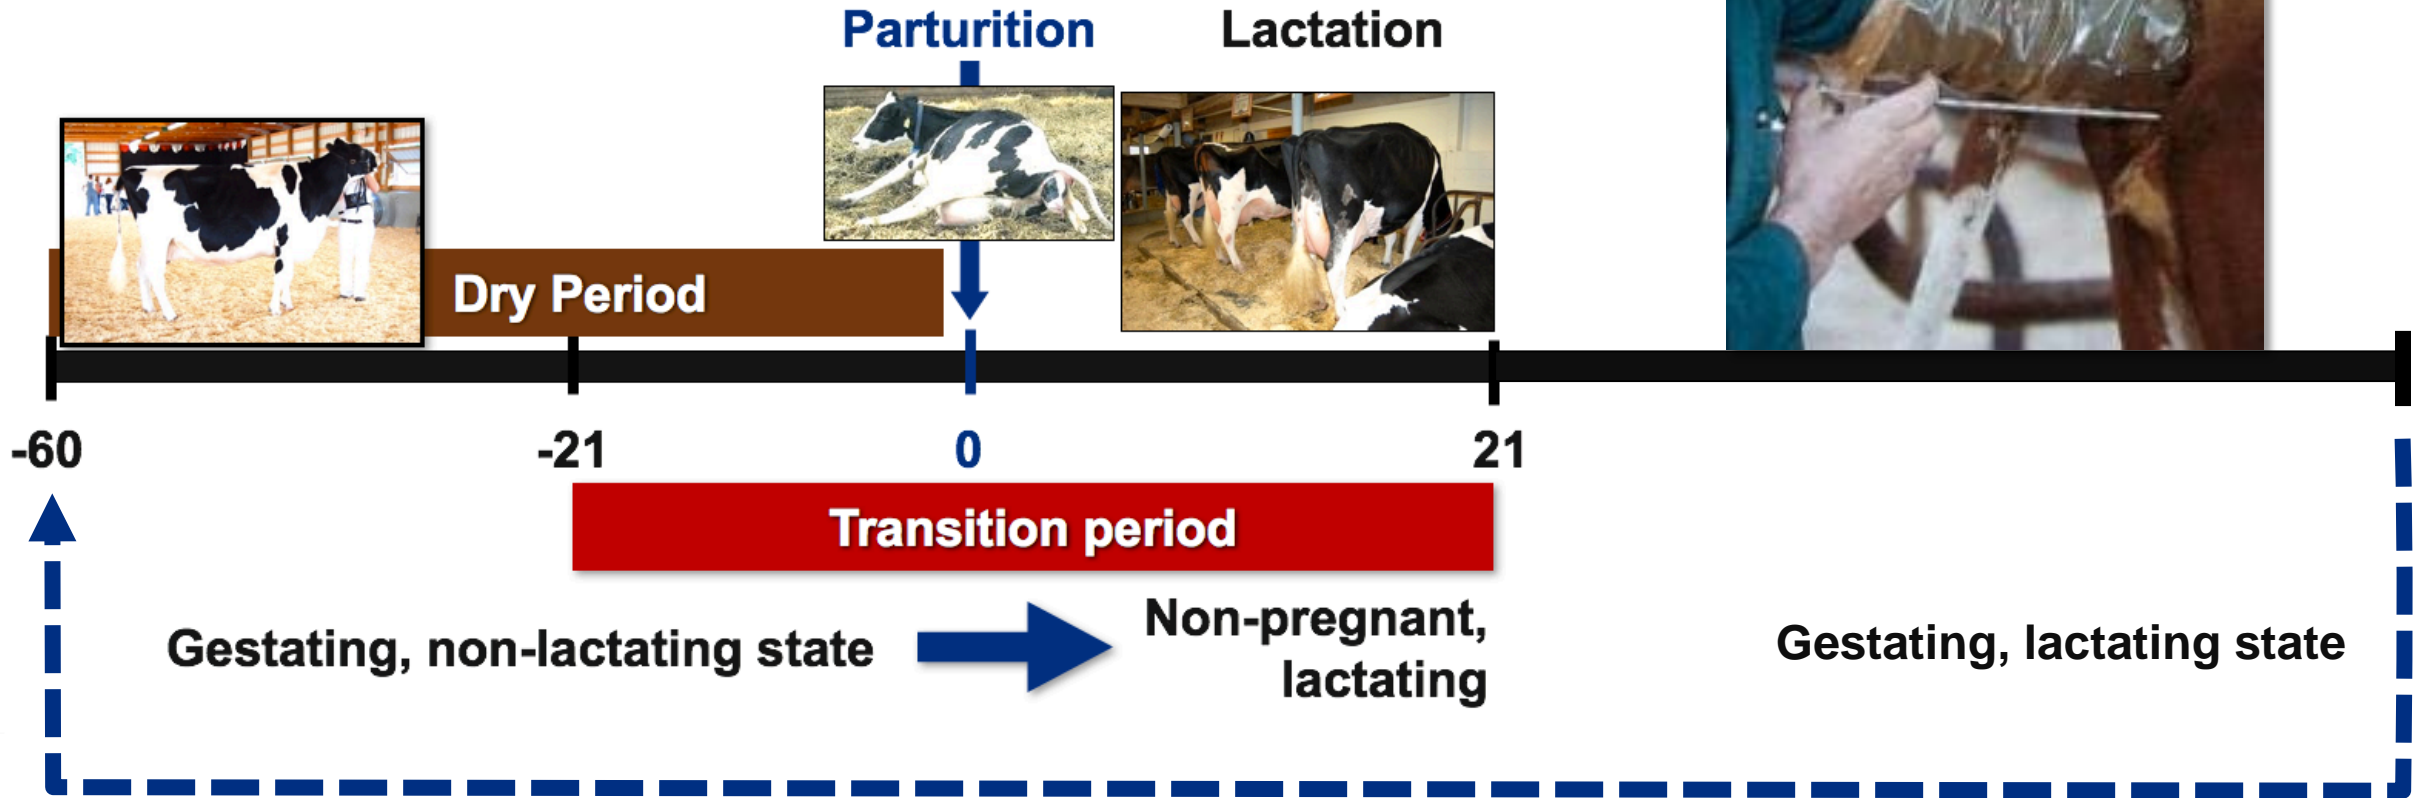 Parturition
Lactation
Dry Period
-60
-21
0
21
Transition period
Gestating, non-lactating state
Non-pregnant,
lactating
Gestating, lactating state